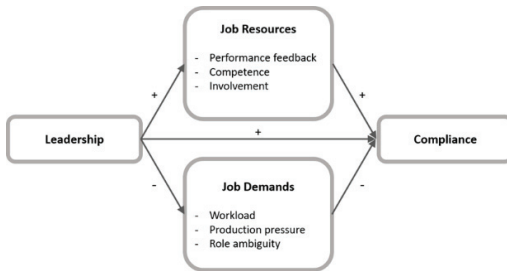 Job Resources
- Performance feedback
- Competence
- Involvement
+
+
Leadership
+
Compliance
-
-
Job Demands
- Workload
- Production pressure
- Role ambiguity